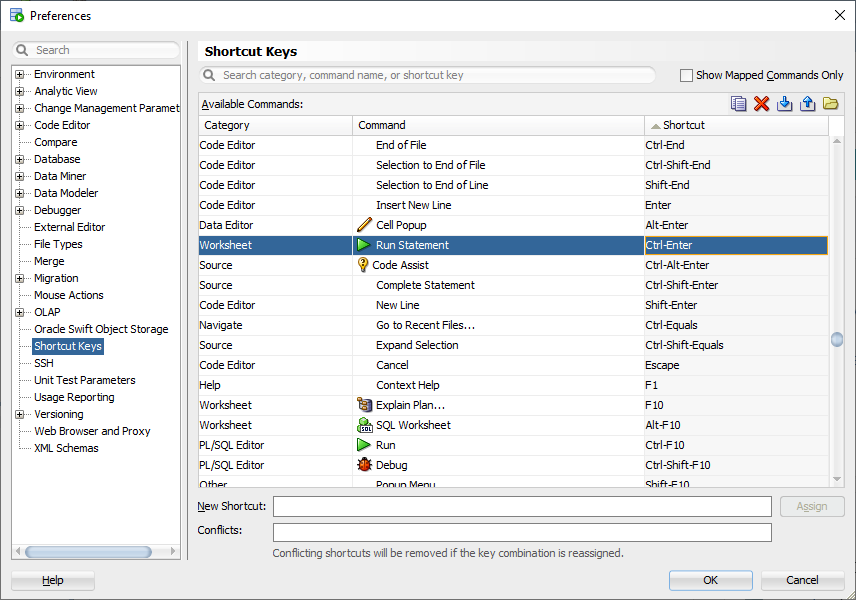 Preferences
Search
Environment
Analytic View
Change Management Paramet
Code Editor
Compare
Database
Data Miner
Data Modeler
Debugger
External Editor
File Types
Merge
Migration
Mouse Actions
OLAP
Oracle Swift Object Storage
Shortcut Keys
SSH
Unit Test Parameters
Usage Reporting
Versioning
Web Browser and Proxy
XML Schemas
Shortcut Keys
Search category, command name, or shortcut key
Show Mapped Commands Only
Available Commands:
Category Command Shortcut
Code Editor End of File Ctrl-End
Code Editor Selection to End of File Ctrl-Shift-End
Code Editor Selection to End of Line Shift-End
Code Editor Insert New Line Enter
Data Editor Cell Popup Alt-Enter
Worksheet Run Statement Ctrl-Enter
Source Code Assist Ctrl-Alt-Enter
Source Complete Statement Ctrl-Shift-Enter
Code Editor New Line Shift-Enter
Navigate Go to Recent Files... Ctrl-Equals
Source Expand Selection Ctrl-Shift-Equals
Code Editor Cancel Escape
Help Context Help F1
Worksheet Explain Plan... F10
Worksheet SQL Worksheet Alt-F10
PL/SQL Editor Run Ctrl-F10
PL/SQL Editor Debug Ctrl-Shift-F10
Other Popup Menu Shift-F10
New Shortcut: Assign
Conflicts:
Conflicting shortcuts will be removed if the key combination is reassigned.
Help OK Cancel